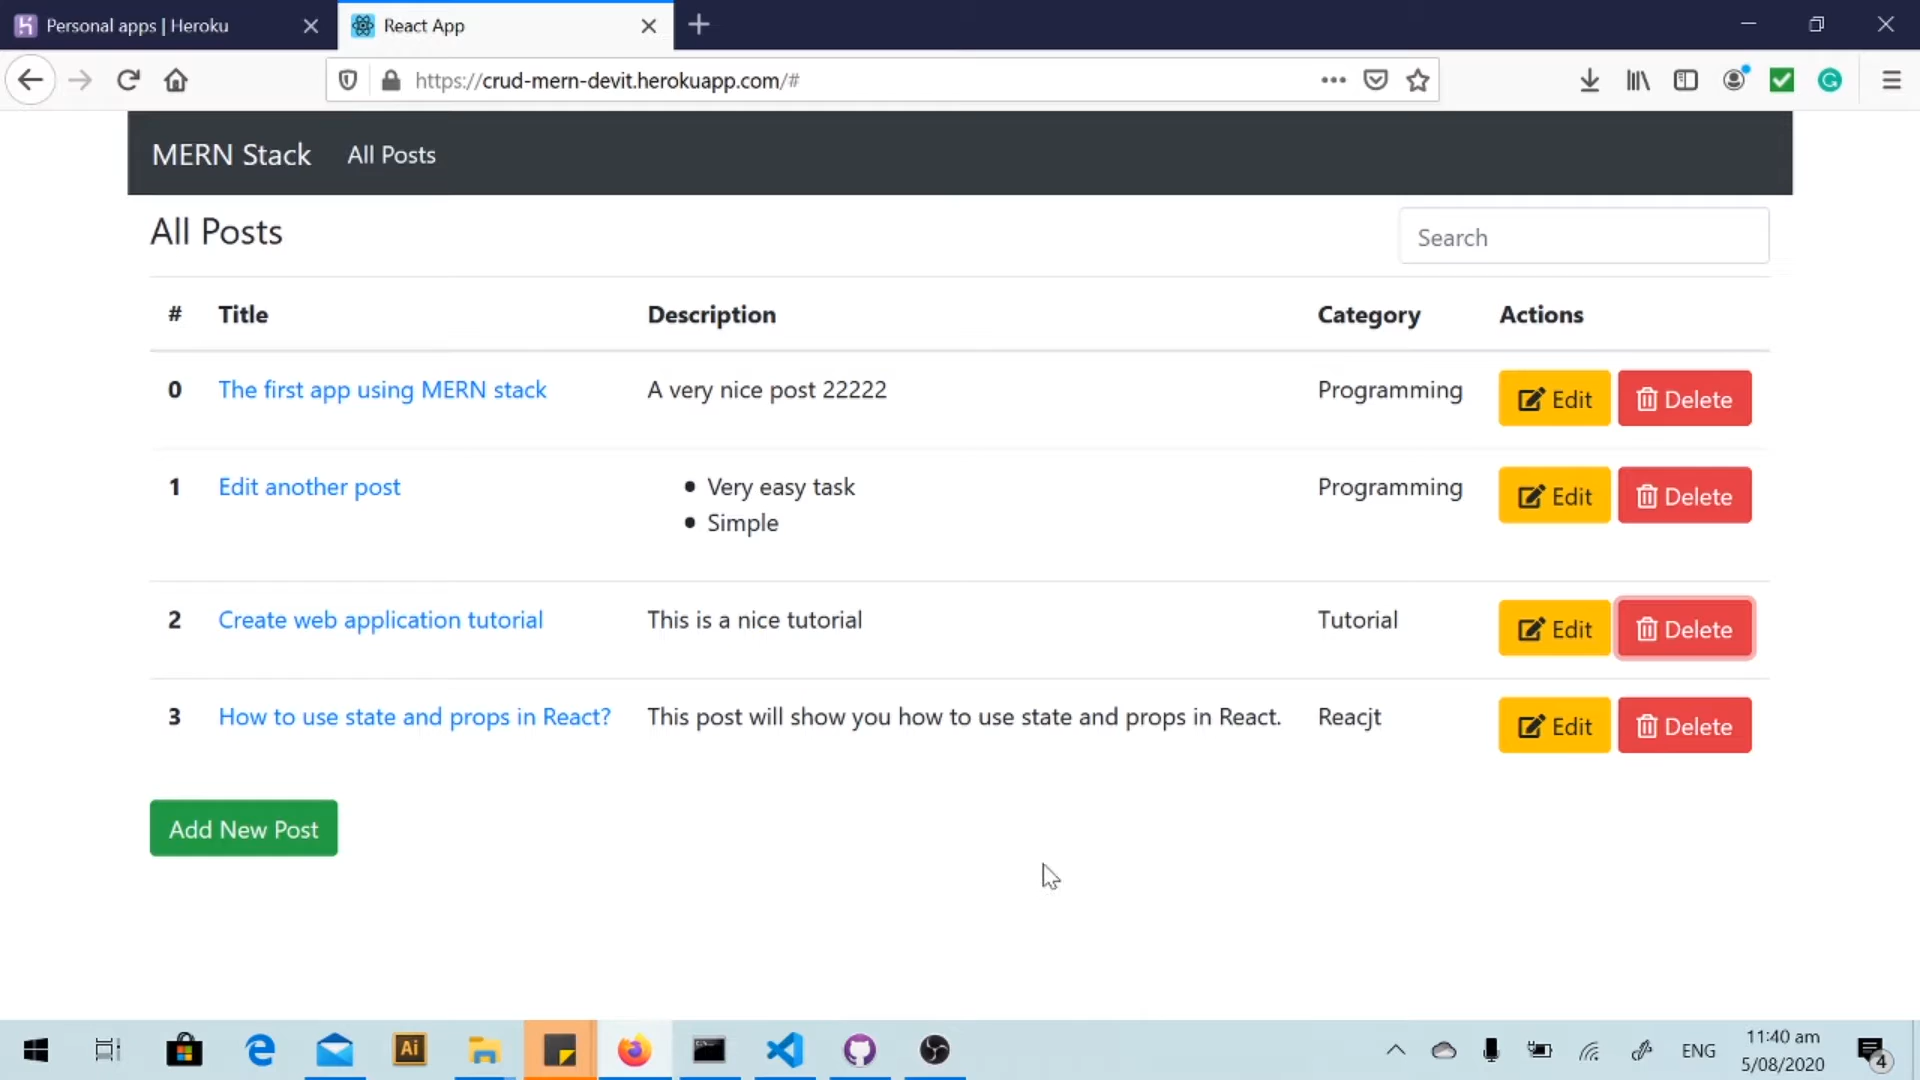 Personal apps | Heroku
React App
https://crud-mern-devit.herokuapp.com/#
MERN Stack All Posts
All Posts
Search
# Title Description Category Actions
0 The first app using MERN stack A very nice post 22222 Programming Edit Delete
1 Edit another post • Very easy task Programming Edit Delete
• Simple
2 Create web application tutorial This is a nice tutorial Tutorial Edit Delete
3 How to use state and props in React? This post will show you how to use state and props in React. Reacjt Edit Delete
Add New Post
Ai
ENG
11:40 am
5/08/2020
4